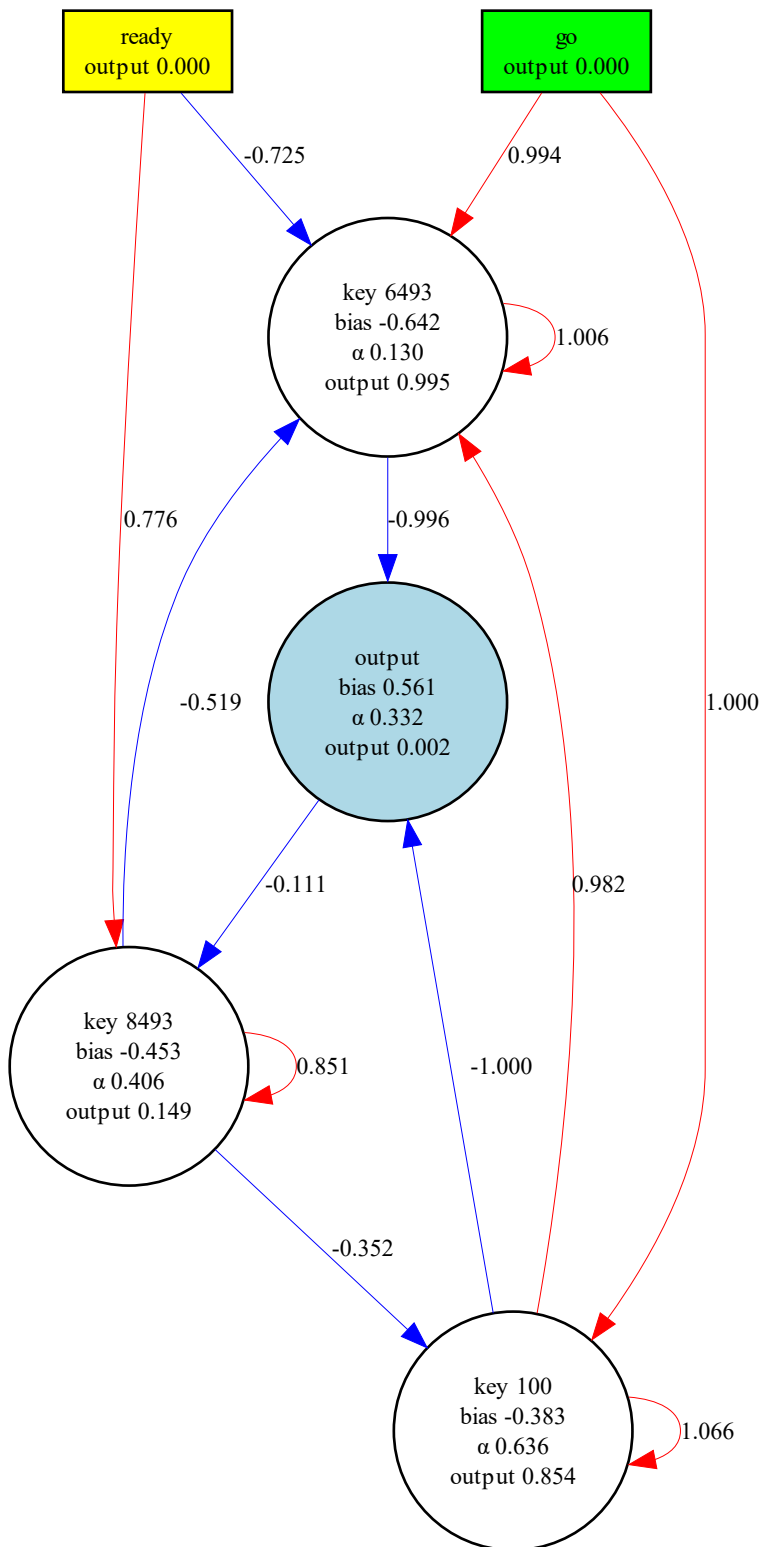 ready
output 0.000
go
output 0.000
-0.725
0.994
key 6493
bias -0.642
α 0.130
output 0.995
1.006
0.776
-0.996
output
bias 0.561
α 0.332
output 0.002
-0.519
1.000
-0.111
0.982
key 8493
bias -0.453
α 0.406
output 0.149
0.851
-1.000
-0.352
key 100
bias -0.383
α 0.636
output 0.854
1.066